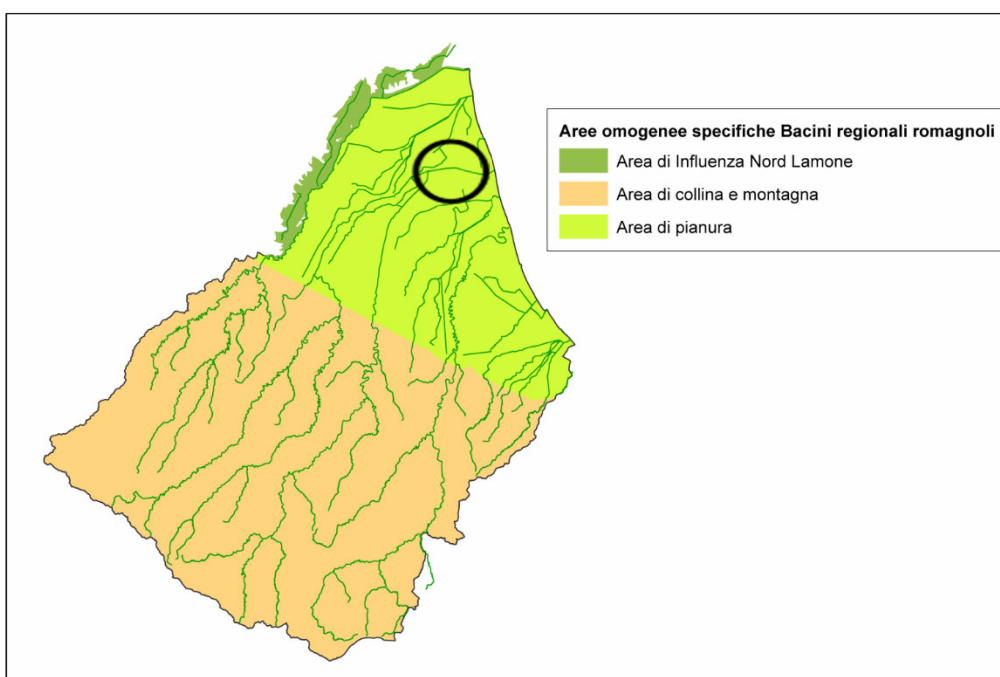 Aree omogenee specifiche Bacini regionali romagnoli
Area di Influenza Nord Lamone
Area di collina e montagna
Area di pianura